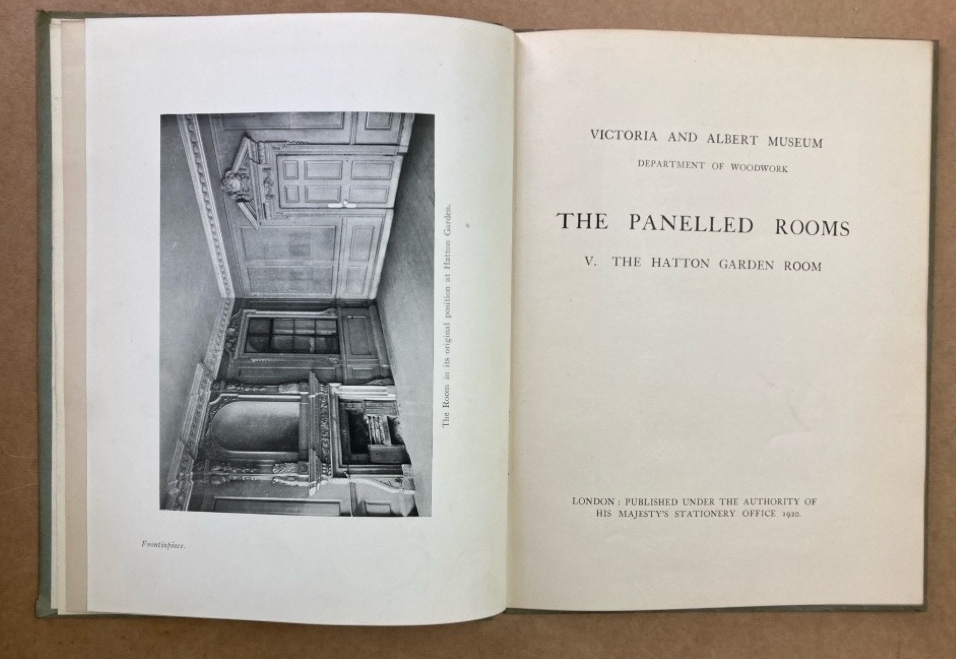 The Room in its original position at Hatton Garden.
Frontispiece.
VICTORIA AND ALBERT MUSEUM
DEPARTMENT OF WOODWORK
THE PANELLED ROOMS
V. THE HATTON GARDEN ROOM
LONDON : PUBLISHED UNDER THE AUTHORITY OF
HIS MAJESTY'S STATIONERY OFFICE 1920.